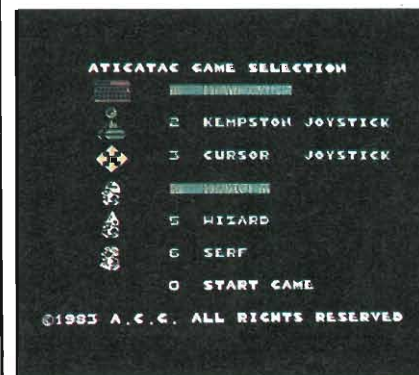 ATICATAC GAME SELECTION
2 KEMPSTON JOYSTICK
3 CURSOR JOYSTICK
5 WIZARD
6 SERF
0 START GAME
©1983 A.C.G. ALL RIGHTS RESERVED